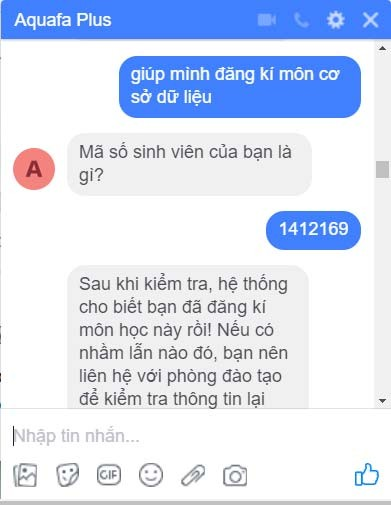 Aquafa Plus
giúp mình đăng kí môn cơ
sở dữ liệu
A
Mã số sinh viên của bạn là
gì?
1412169
Sau khi kiểm tra, hệ thống
cho biết bạn đã đăng kí
môn học này rồi! Nếu có
nhầm lẫn nào đó, bạn nên
liên hệ với phòng đào tạo
để kiểm tra thông tin lại
Nhập tin nhắn...
GIF